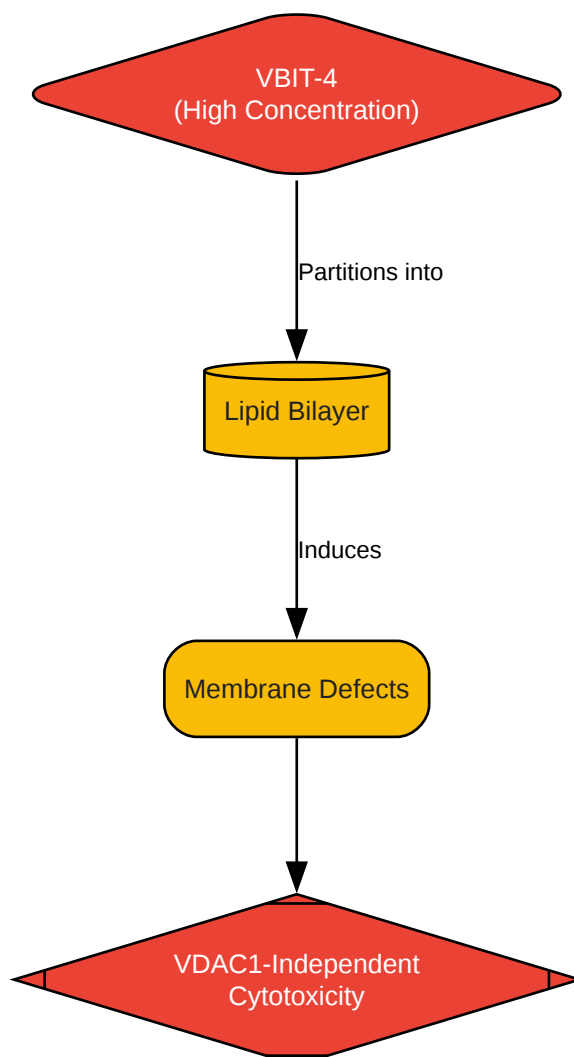 VBIT-4
(High Concentration)
Partitions into
Lipid Bilayer
Induces
Membrane Defects
VDAC1-Independent
Cytotoxicity